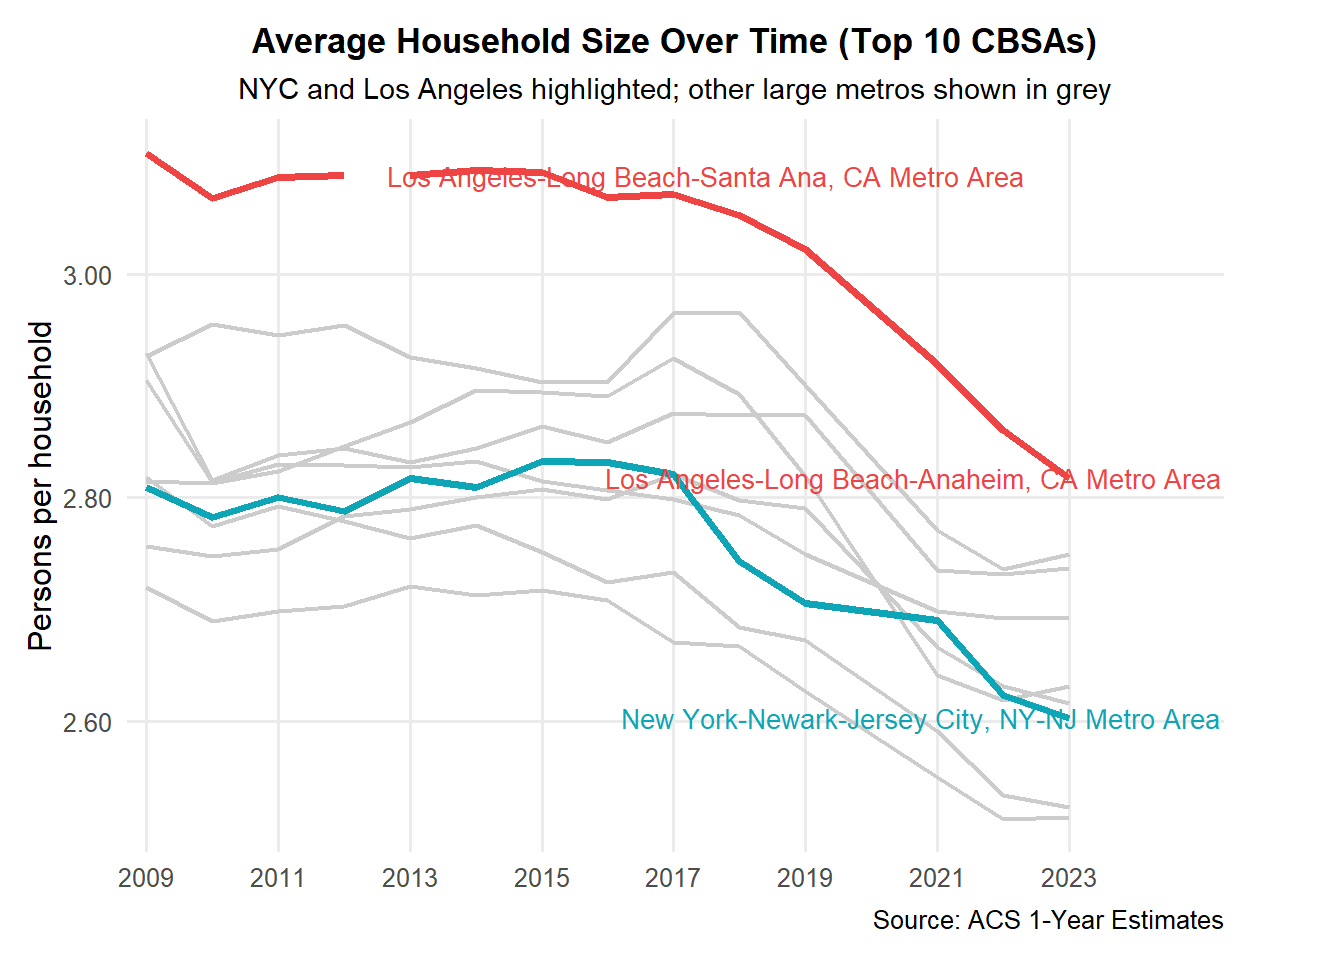 Average Household Size Over Time (Top 10 CBSAs)
NYC and Los Angeles highlighted; other large metros shown in grey
Los Angeles-Long Beach-Santa Ana, CA Metro Area
3.00
Persons per household
Los Angeles-Long Beach-Anaheim, CA Metro Area
2.80
New York-Newark-Jersey City, NY-NJ Metro Area
2.60
2009 2011 2013 2015 2017 2019 2021 2023
Source: ACS 1-Year Estimates